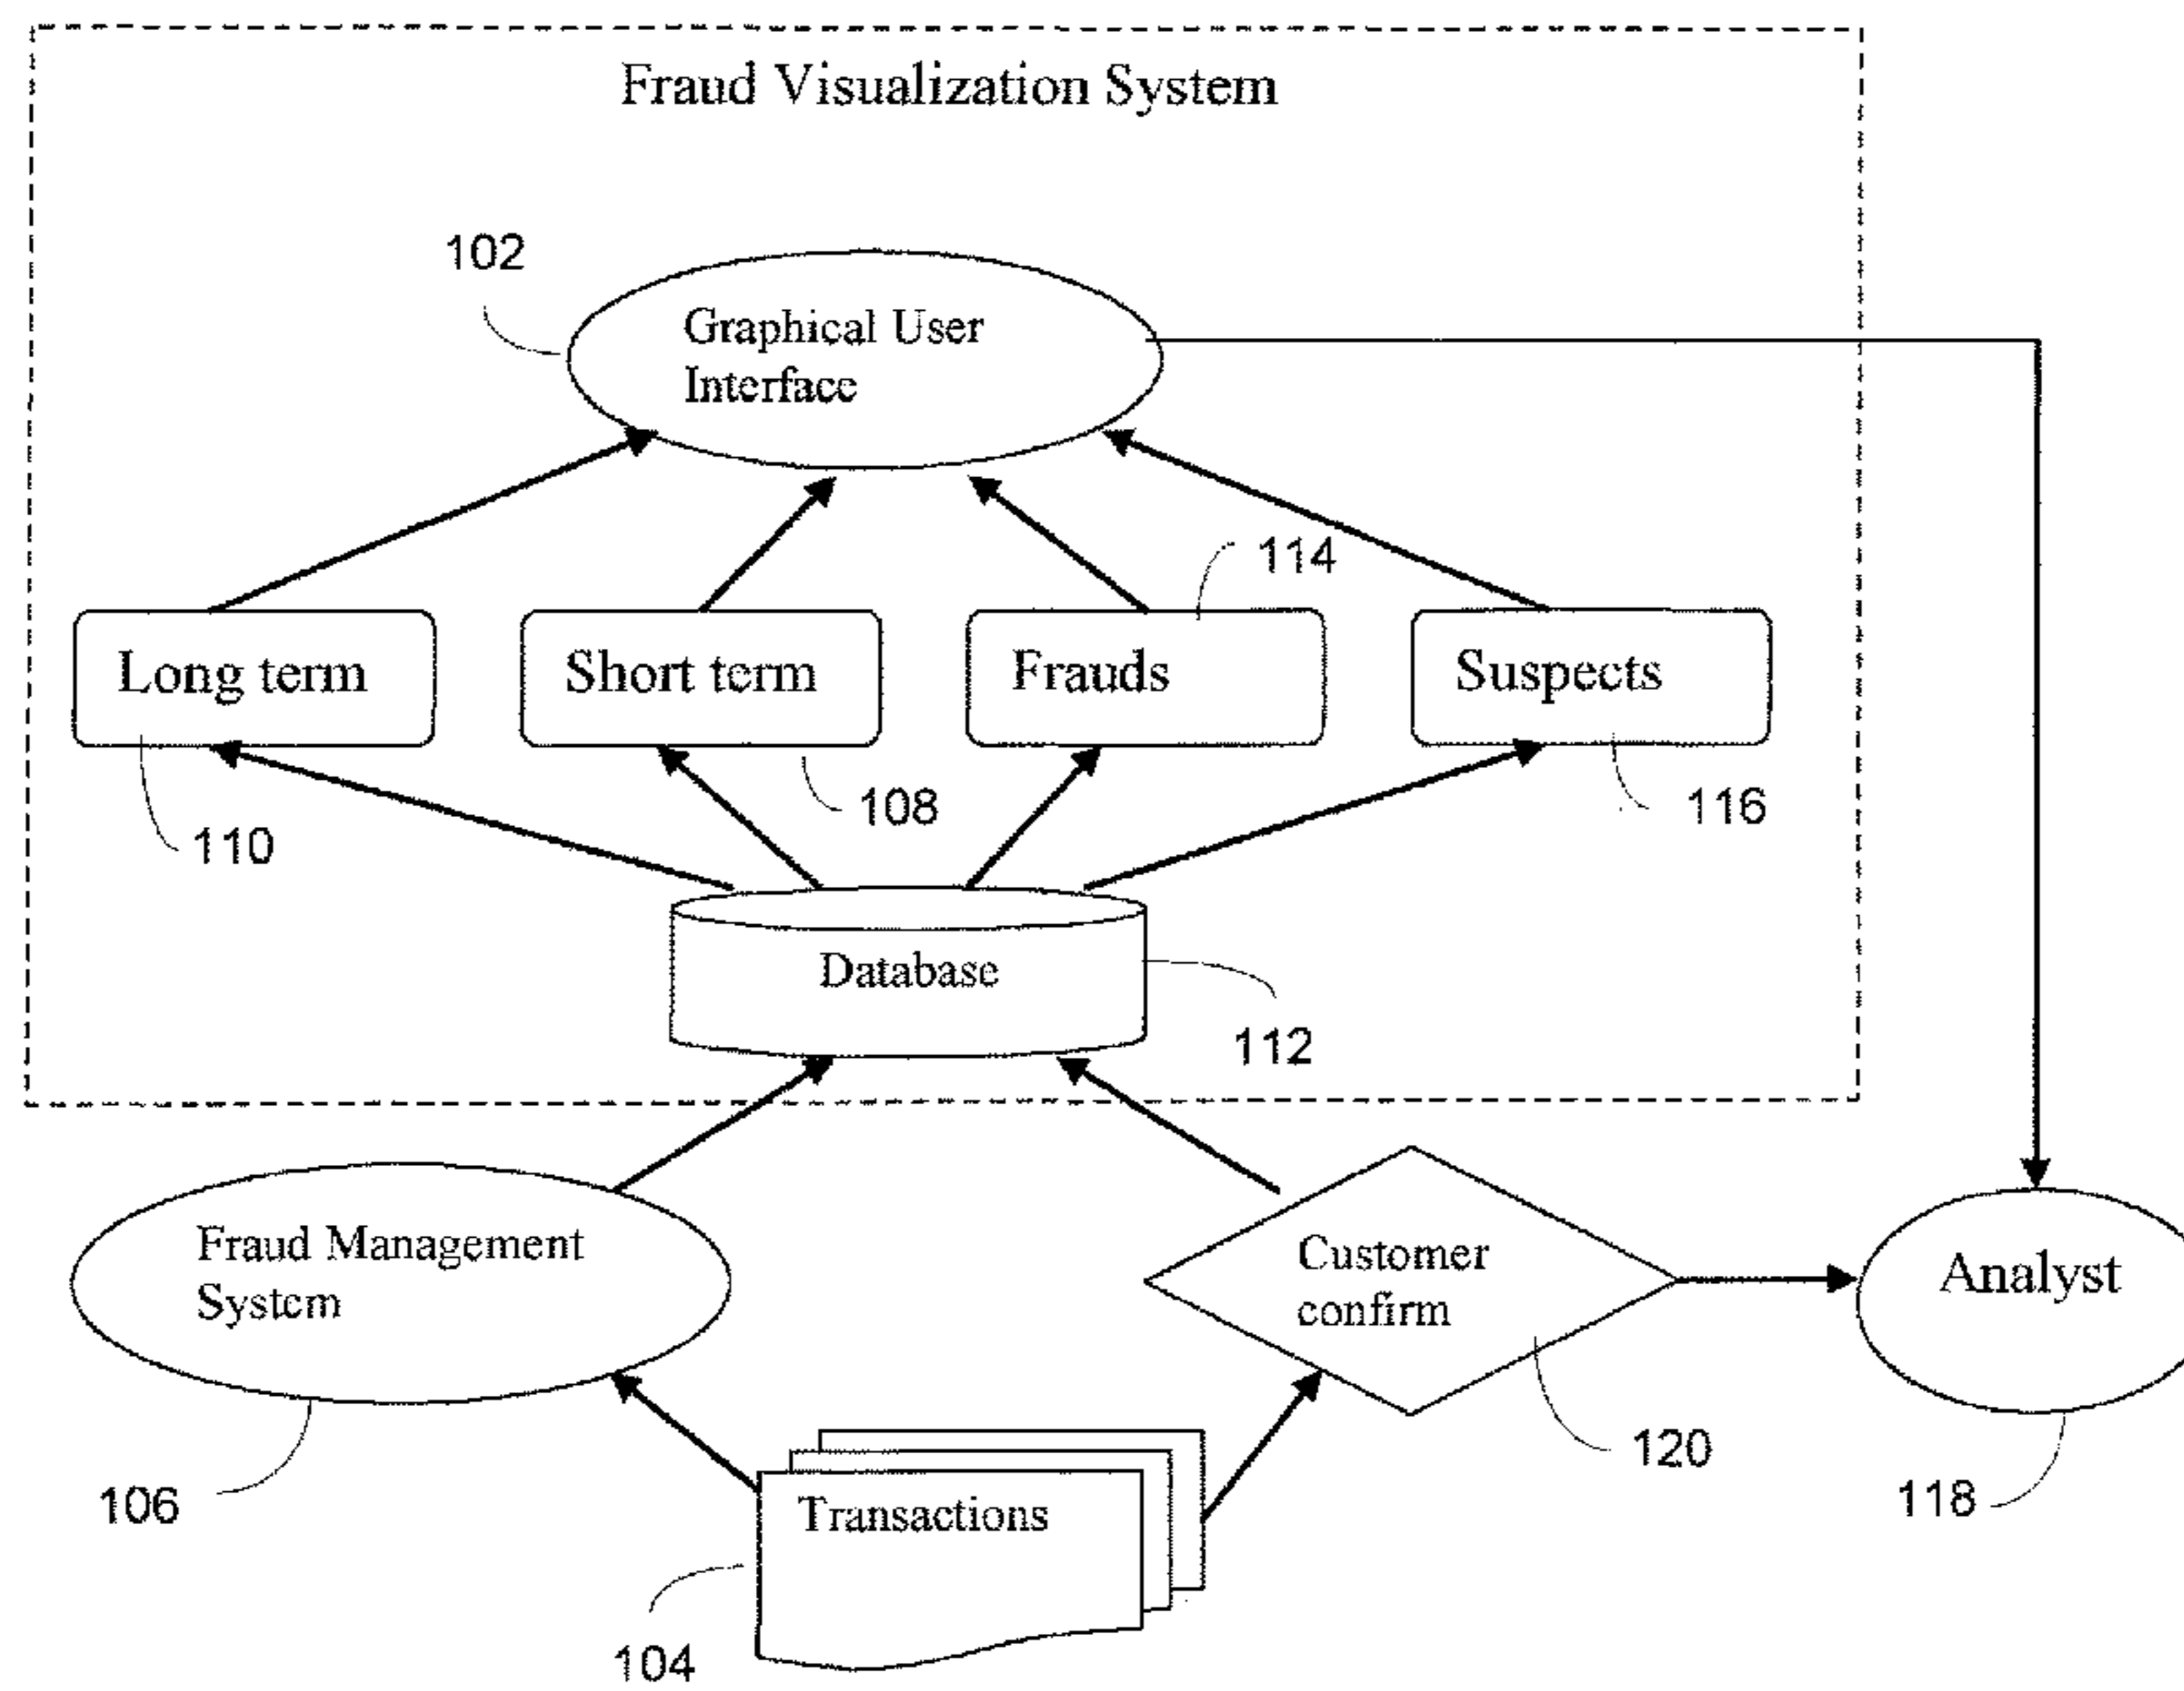 Fraud Visualization System
102
Graphical User
Interface
114
Long term
Short term
Frauds
Suspects
108
116
110
Database
112
Fraud Management
System
Customer
confirm
Analyst
120
106
118
Transactions
104